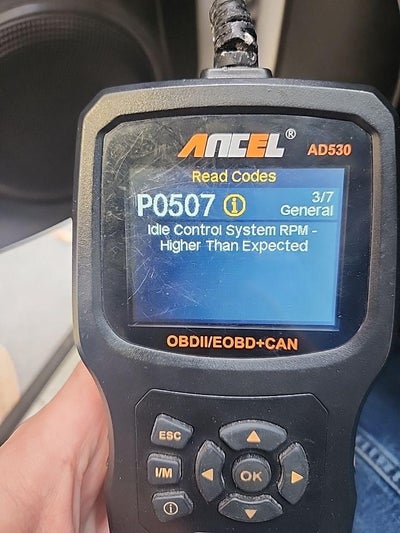 ANCEL®
AD530
Read Codes
P0507 i 3/7
General
Idle Control System RPM -
Higher Than Expected
OBDII/EOBD+CAN
ESC
I/M
OK
i